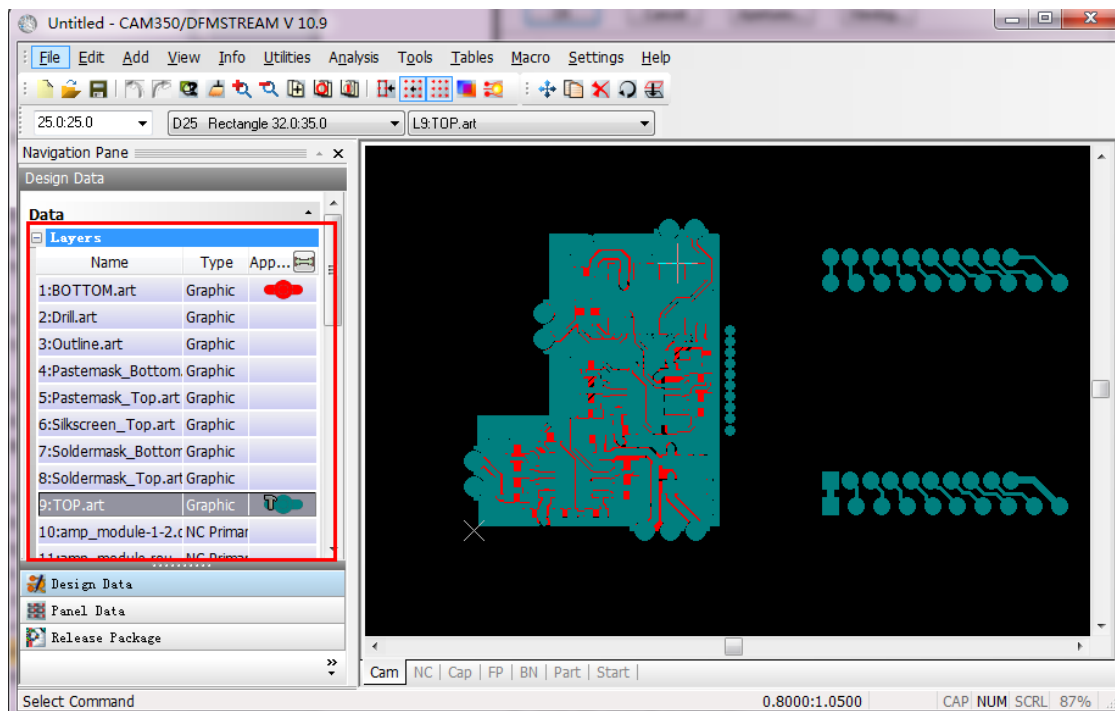 Untitled - CAM350/DFMSTREAM V 10.9
File Edit Add View Info Utilities Analysis Tools Tables Macro Settings Help
25.0:25.0 D25 Rectangle 32.0:35.0 L9:TOP.art
Navigation Pane
Design Data
Data
Layers
Name Type App...
1:BOTTOM.art Graphic
2:Drill.art Graphic
3:Outline.art Graphic
4:Pastemask_Bottom. Graphic
5:Pastemask_Top.art Graphic
6:Silkscreen_Top.art Graphic
7:Soldermask_Bottom Graphic
8:Soldermask_Top.art Graphic
9:TOP.art Graphic
10:amp_module-1-2.c NC Primar
11:amp_module-rou NC Primar
Design Data
Panel Data
Release Package
Cam NC Cap FP BN Part Start
Select Command 0.8000:1.0500 CAP NUM SCRL 87%